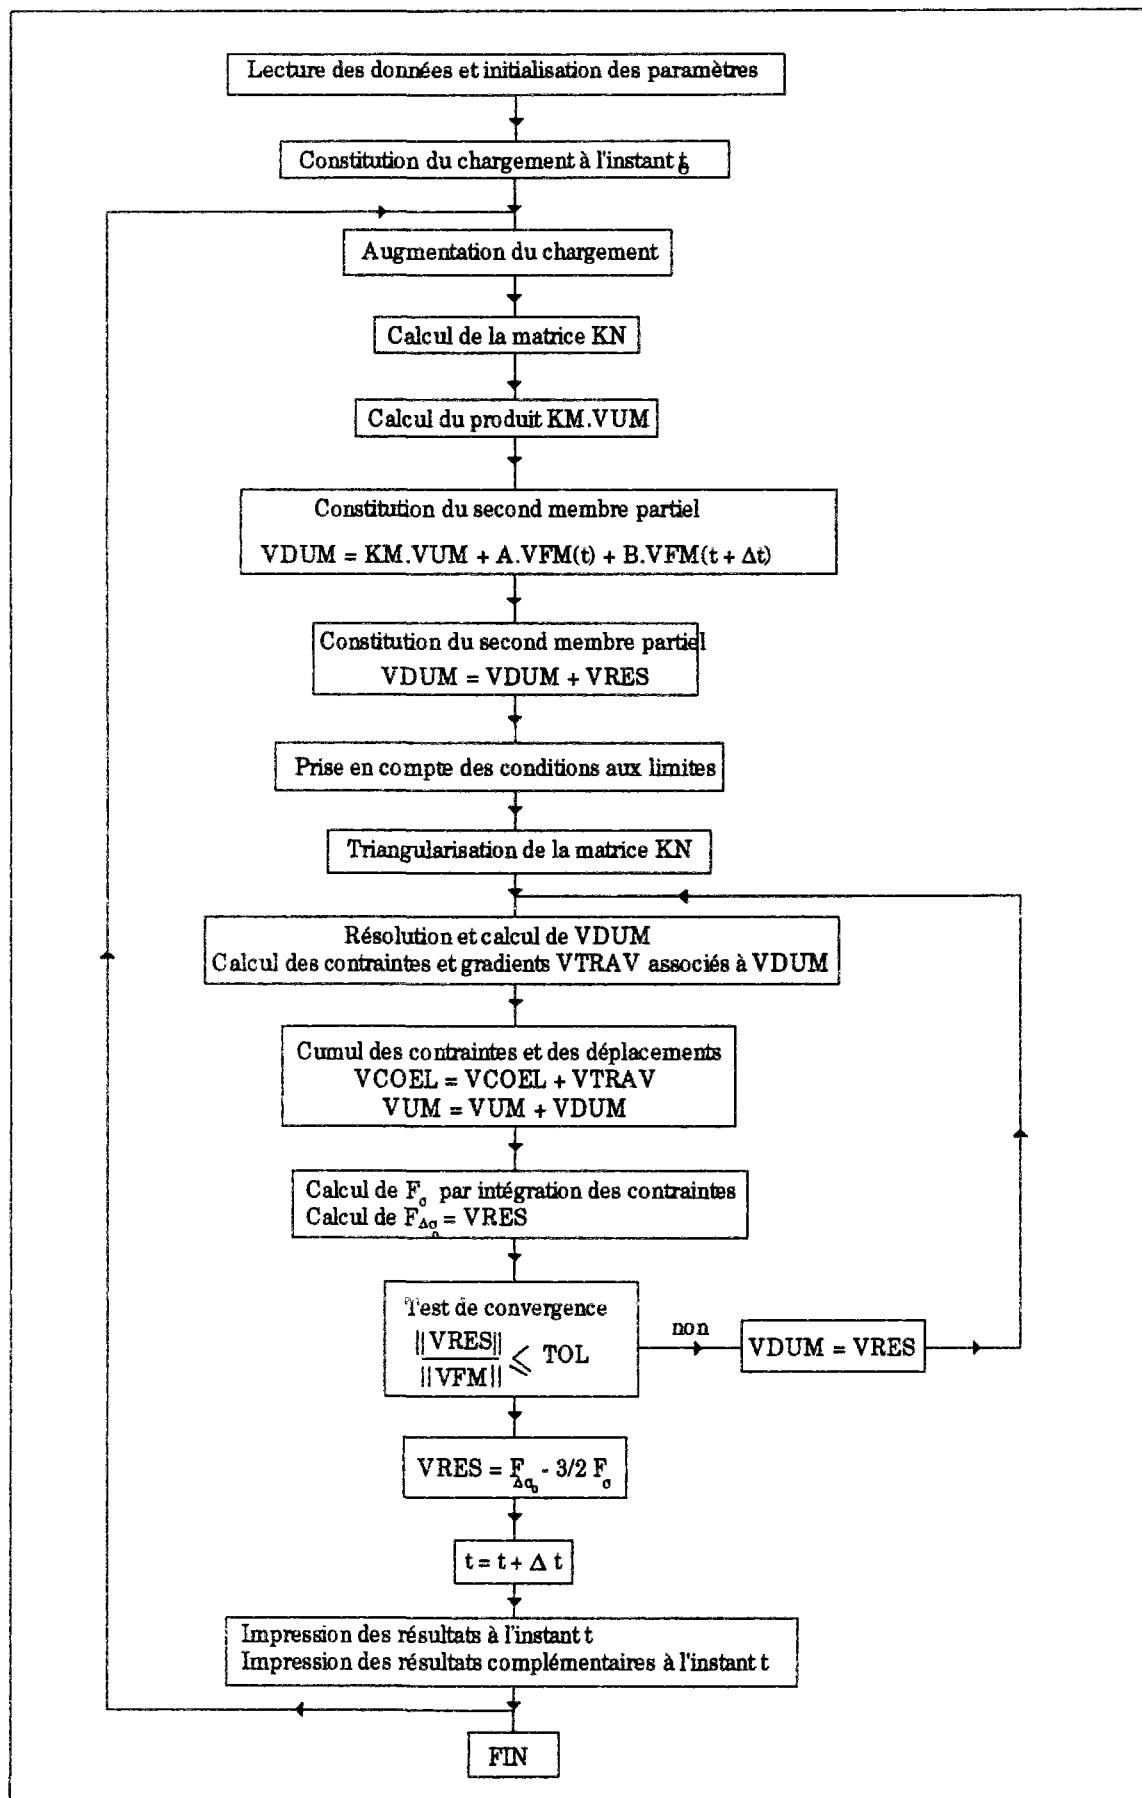 Lecture des données et initialisation des paramètres
Constitution du chargement à l'instant t₀
Augmentation du chargement
Calcul de la matrice KN
Calcul du produit KM.VUM
Constitution du second membre partiel
VDUM = KM.VUM + A.VFM(t) + B.VFM(t + Δt)
Constitution du second membre partiel
VDUM = VDUM + VRES
Prise en compte des conditions aux limites
Triangularisation de la matrice KN
Résolution et calcul de VDUM
Calcul des contraintes et gradients VTRAV associés à VDUM
Cumul des contraintes et des déplacements
VCOEL = VCOEL + VTRAV
VUM = VUM + VDUM
Calcul de F_σ par intégration des contraintes
Calcul de F_Δσ₀ = VRES
Test de convergence
||VRES||
||VFM|| ⩽ TOL
non
VDUM = VRES
VRES = F_Δσ₀ - 3/2 F_σ
t = t + Δ t
Impression des résultats à l'instant t
Impression des résultats complémentaires à l'instant t
FIN